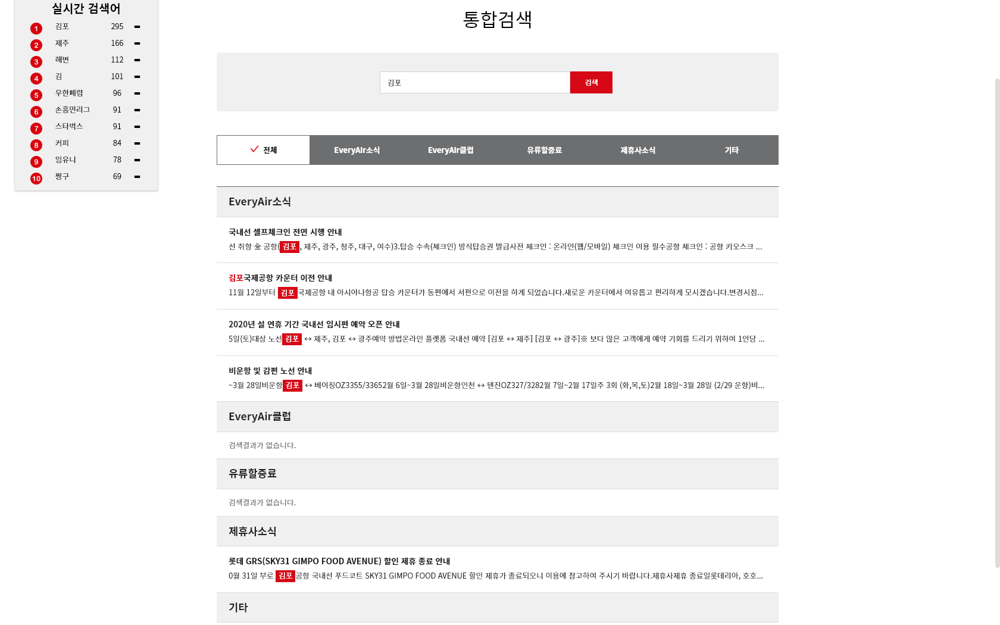 실시간 검색어
1 김포 295 -
2 제주 166 -
3 해변 112 -
4 김 101 -
5 우한폐렴 96 -
6 손흥민리그 91 -
7 스타벅스 91 -
8 커피 84 -
9 임유니 78 -
10 짱구 69 -
통합검색
김포 검색
전체 EveryAir소식 EveryAir클럽 유류할증료 제휴사소식 기타
EveryAir소식
국내선 셀프체크인 전면 시행 안내
선 취항 全 공항(김포, 제주, 광주, 청주, 대구, 여수)3.탑승 수속(체크인) 방식탑승권 발급사전 체크인 : 온라인(웹/모바일) 체크인 이용 필수공항 체크인 : 공항 키오스크 ...
김포국제공항 카운터 이전 안내
11월 12일부터 김포국제공항 내 아시아나항공 탑승 카운터가 동편에서 서편으로 이전을 하게 되었습니다.새로운 카운터에서 여유롭고 편리하게 모시겠습니다.변경시점...
2020년 설 연휴 기간 국내선 임시편 예약 오픈 안내
5일(토)대상 노선김포 ↔ 제주, 김포 ↔ 광주예약 방법온라인 플랫폼 국내선 예약 [김포 ↔ 제주] [김포 ↔ 광주]※ 보다 많은 고객에게 예약 기회를 드리기 위하여 1인당 ...
비운항 및 감편 노선 안내
~3월 28일비운항김포 ↔ 베이징OZ3355/33652월 6일~3월 28일비운항인천 ↔ 톈진OZ327/3282월 7일~2월 17일주 3회 (화,목,토)2월 18일~3월 28일 (2/29 운항)비...
EveryAir클럽
검색결과가 없습니다.
유류할증료
검색결과가 없습니다.
제휴사소식
롯데 GRS(SKY31 GIMPO FOOD AVENUE) 할인 제휴 종료 안내
0월 31일 부로 김포공항 국내선 푸드코트 SKY31 GIMPO FOOD AVENUE 할인 제휴가 종료되오니 이용에 참고하여 주시기 바랍니다.제휴사제휴 종료일롯데리아, 호호...
기타